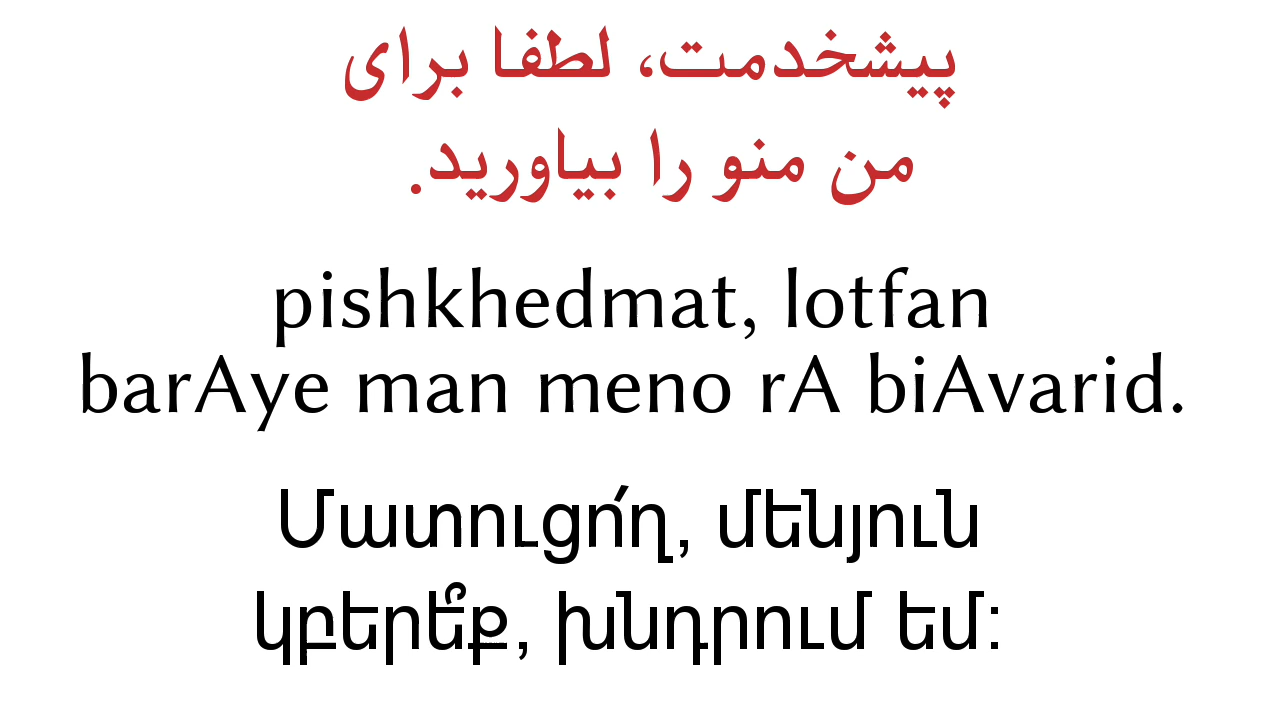 پیشخدمت، لطفا برای
من منو را بیاورید.
pishkhedmat, lotfan
barAye man meno rA biAvarid.
Մատուցո՛ղ, մենյուն
կբերե՞ք, խնդրում եմ: